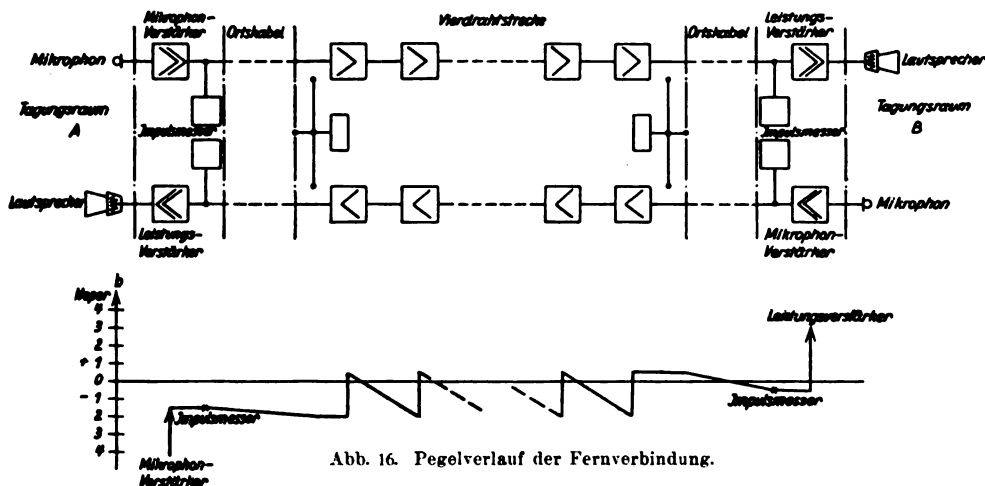 Mikrophon-
Verstärker
Ortskabel
Vierdrahtstrecke
Ortskabel
Leistungs-
Verstärker
Mikrophon
Lautsprecher
Tagungsraum
A
Impulsmesser
Impulsmesser
Tagungsraum
B
Lautsprecher
Mikrophon
Leistungs-
Verstärker
Mikrophon-
Verstärker
b
Neper
4
3
2
+ 1
0
- 1
2
3
4
Impulsmesser
Mikrophon-
Verstärker
Leistungsverstärker
Impulsmesser
Abb. 16. Pegelverlauf der Fernverbindung.